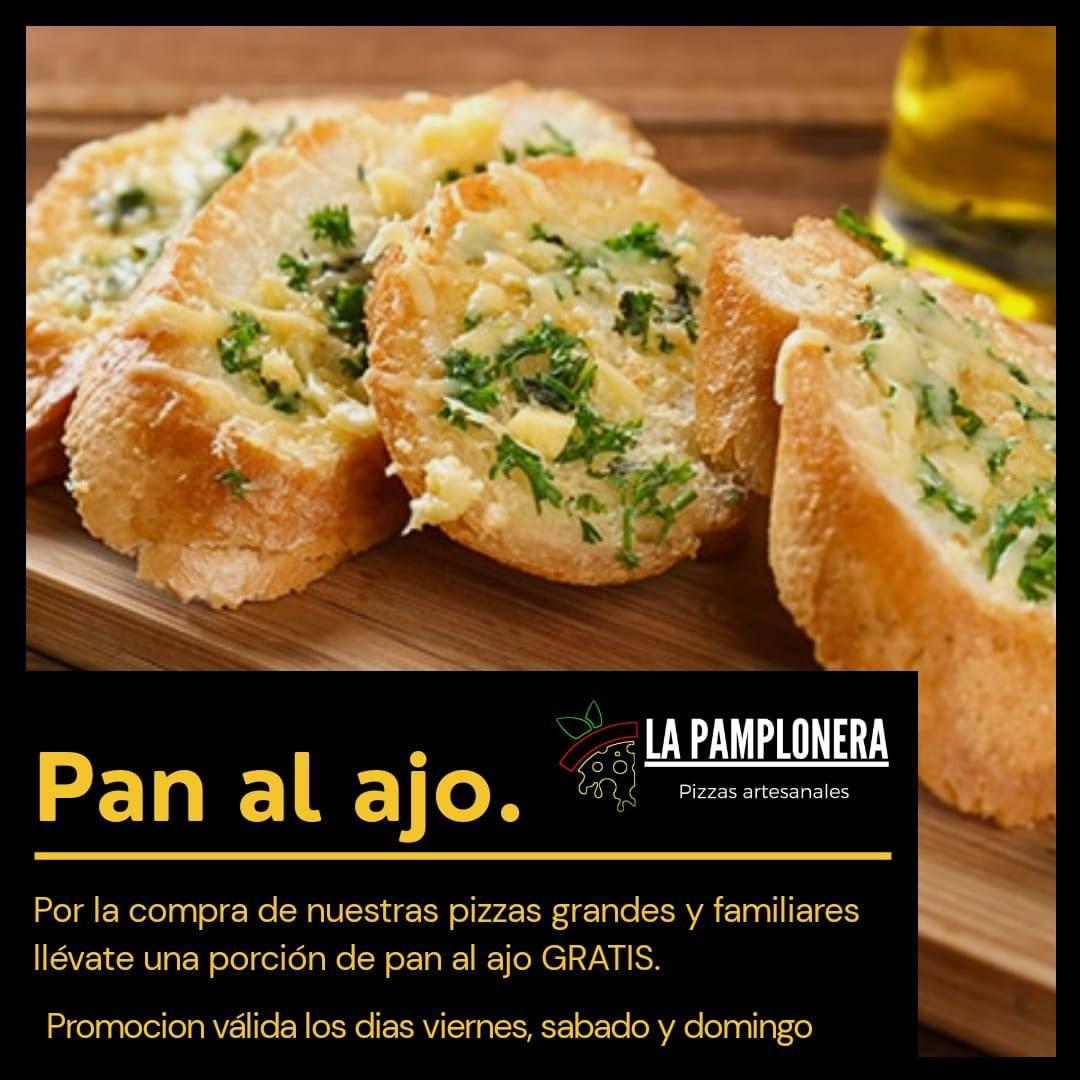 LA PAMPLONERA
Pizzas artesanales
Pan al ajo.
Por la compra de nuestras pizzas grandes y familiares
llévate una porción de pan al ajo GRATIS.
Promocion válida los dias viernes, sabado y domingo